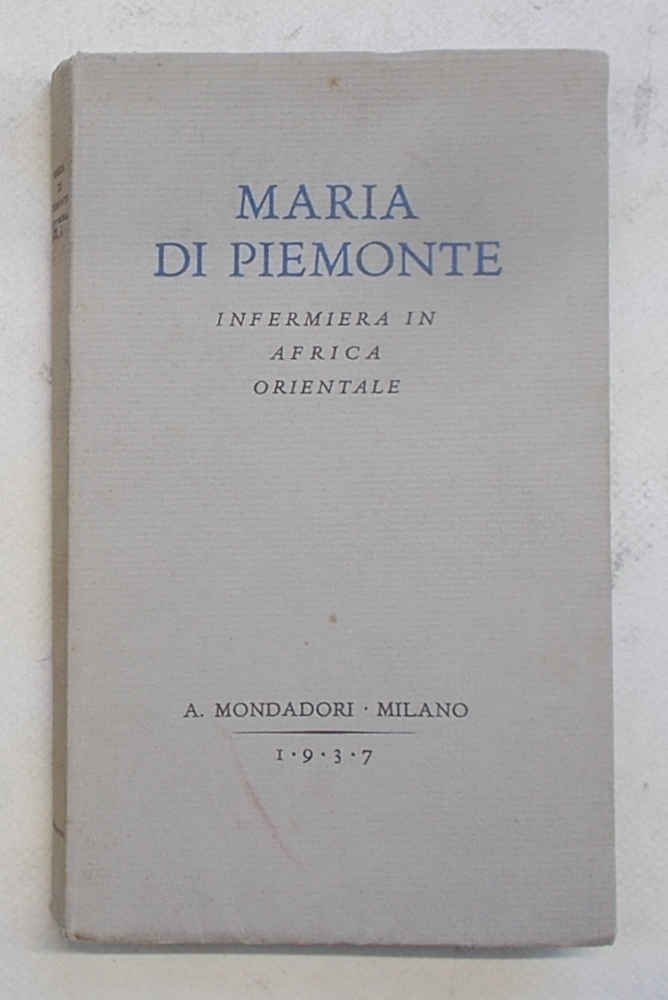 MARIA
DI PIEMONTE
INFERMIERA IN
AFRICA
ORIENTALE
A. MONDADORI · MILANO
1·9·3·7